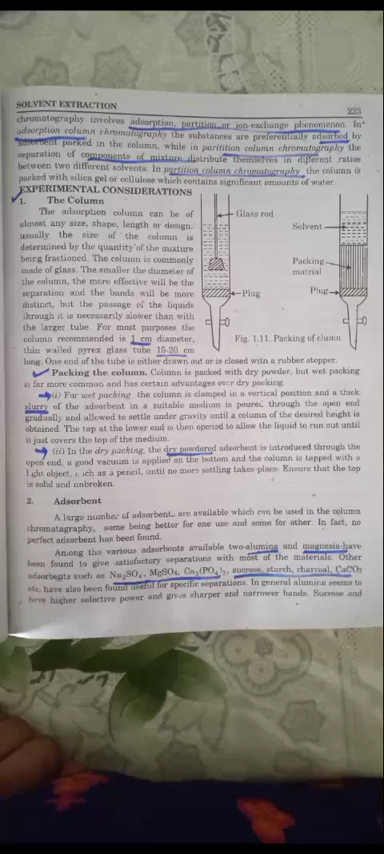 SOLVENT EXTRACTION 223
chromatography involves adsorption, partition or ion-exchange phenomenon. In
adsorption column chromatography the substances are preferentially adsorbed by
adsorbent packed in the column, while in partition column chromatography the
separation of components of mixture distribute themselves in different ratios
between two different solvents. In partition column chromatography the column is
packed with silica gel or cellulose which contains significant amounts of water.
EXPERIMENTAL CONSIDERATIONS
1. The Column
The adsorption column can be of
almost any size, shape, length or design,
usually the size of the column is
determined by the quantity of the mixture
being fractioned. The column is commonly
made of glass. The smaller the diameter of
the column, the more effective will be the
separation and the bands will be more
distinct, but the passage of the liquids
through it is necessarily slower than with
the larger tube. For most purposes the
column recommended is 1 cm diameter,
thin walled pyrex glass tube 15-20 cm
long. One end of the tube is either drawn out or is closed with a rubber stopper.
Glass rod
Solvent
Packing
matrial
Plug
Plug
Fig. 1.11. Packing of clumn
Packing the column. Column is packed with dry powder, but wet packing
is far more common and has certain advantages over dry packing.
(i) For wet packing the column is clamped in a vertical position and a thick
slurry of the adsorbent in a suitable medium is poured through the open end
gradually and allowed to settle under gravity until a column of the desired height is
obtained. The tap at the lower end is then opened to allow the liquid to run out until
it just covers the top of the medium.
(ii) In the dry packing, the dry powdered adsorbent is introduced through the
open end, a good vacuum is applied on the bottom and the column is tapped with a
light object, such as a pencil, until no more settling takes place. Ensure that the top
is solid and unbroken.
2. Adsorbent
A large number of adsorbent are available which can be used in the column
chromatagraphy, some being better for one use and some for other. In fact, no
perfect adsorbent has been found.
Among the various adsorbents available two-alumina and magnesia-have
been found to give satisfactory separations with most of the materials. Other
adsorbents such as Na₂SO₄, MgSO₄, Ca₃(PO₄)₂, sucrose, starch, charcoal, CaCO₃
etc, have also been found useful for specific separations. In general alumina seems to
have higher selective power and gives sharper and narrower bands. Sucrose and